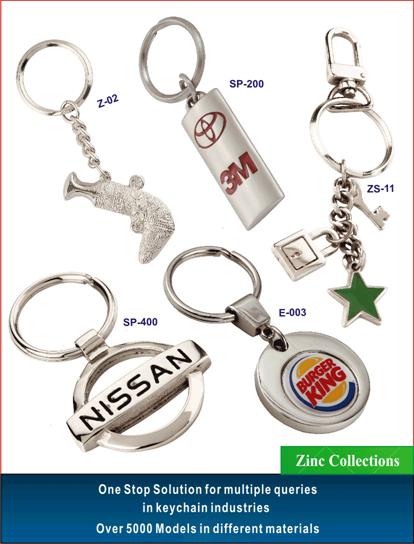 Z-02
SP-200
3M
ZS-11
SP-400
NISSAN
E-003
BURGER
KING
Zinc Collections
One Stop Solution for multiple queries
in keychain industries
Over 5000 Models in different materials